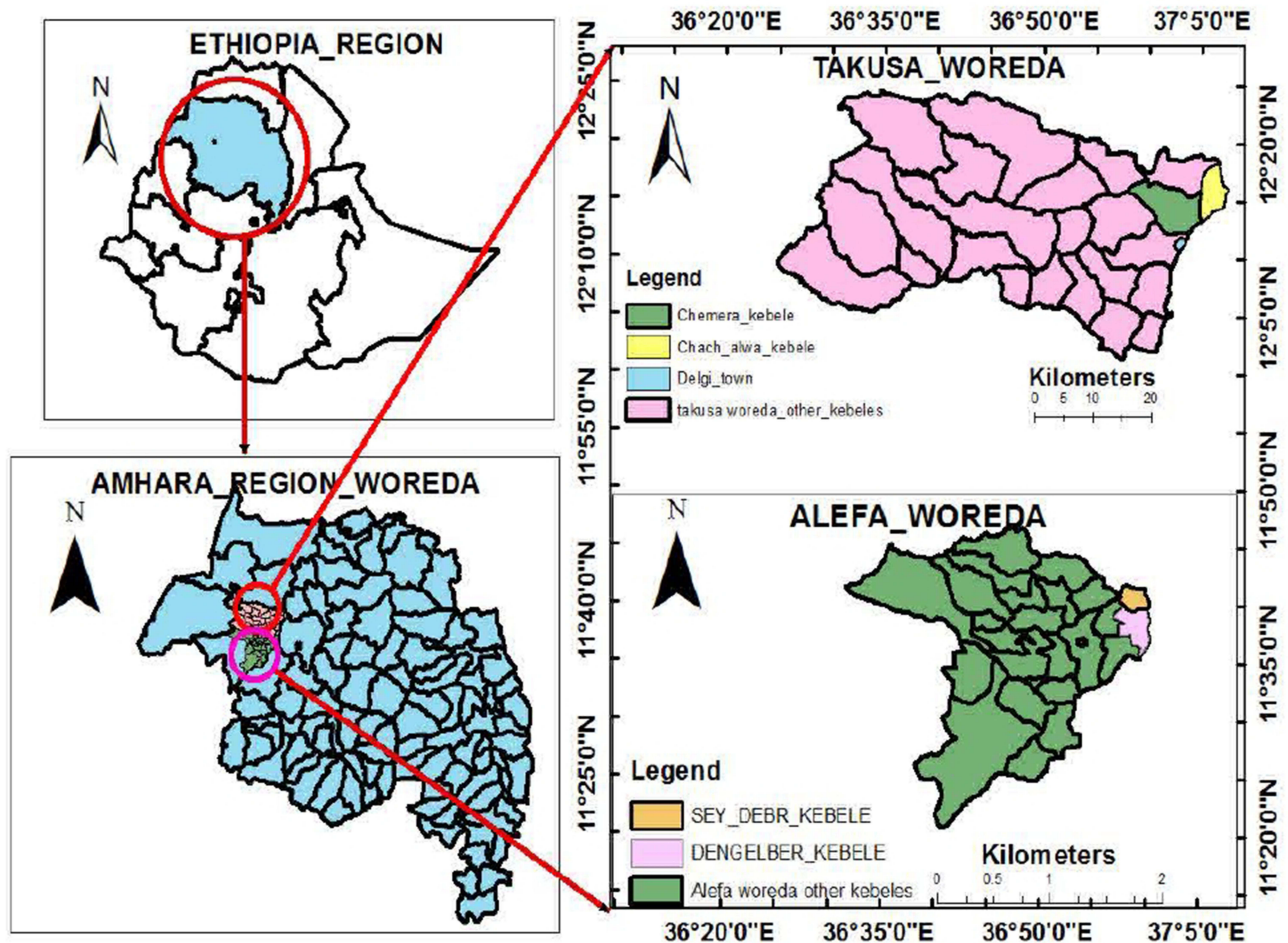 ETHIOPIA_REGION
N
AMHARA_REGION_WOREDA
N
36°20'0"E 36°35'0"E 36°50'0"E 37°5'0"E
TAKUSA_WOREDA
N
Legend
Chemera_kebele
Chach_alwa_kebele
Delgi_town
takusa woreda_other_kebeles
Kilometers
0 5 10 20
12°25'0"N
12°10'0"N
11°55'0"N
11°40'0"N
11°25'0"N
12°20'0"N
12°5'0"N
11°50'0"N
11°35'0"N
11°20'0"N
ALEFA_WOREDA
N
Legend
SEY_DEBR_KEBELE
DENGELBER_KEBELE
Alefa woreda other kebeles
Kilometers
0 0.5 1 2
36°20'0"E 36°35'0"E 36°50'0"E 37°5'0"E